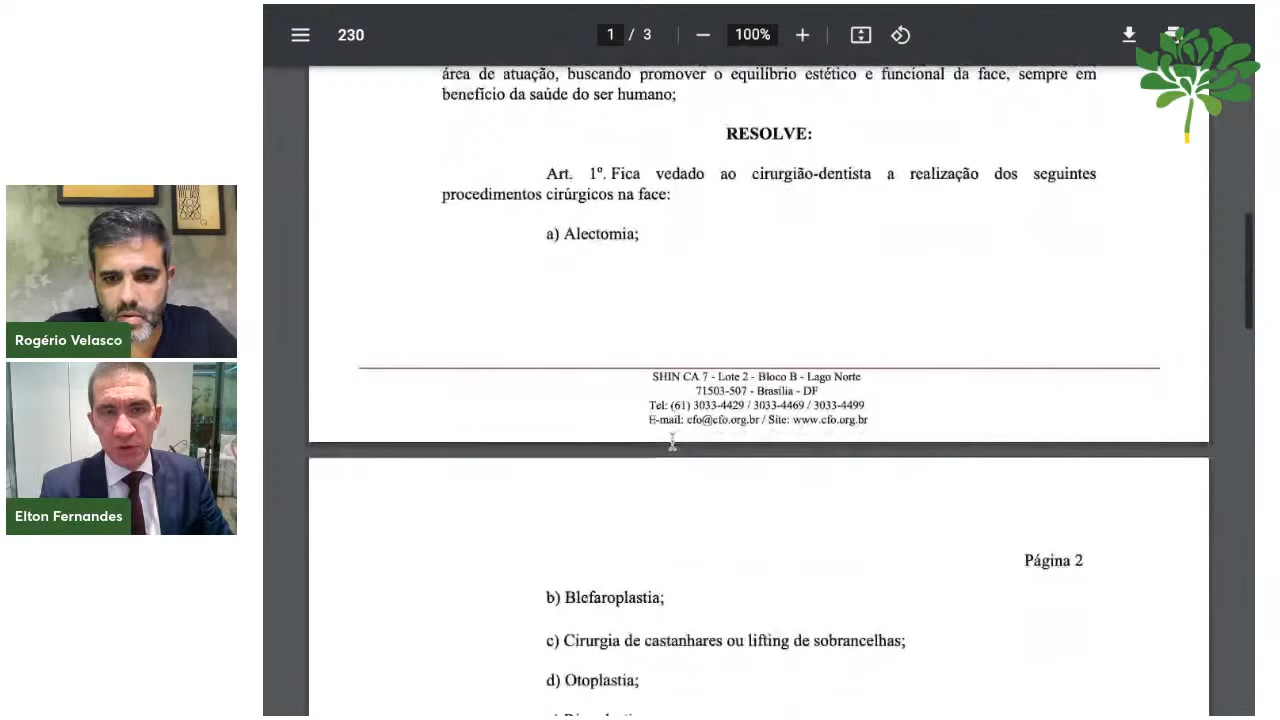 230
1 / 3
100%
área de atuação, buscando promover o equilíbrio estético e funcional da face, sempre em
benefício da saúde do ser humano;
RESOLVE:
Art. 1º. Fica vedado ao cirurgião-dentista a realização dos seguintes
procedimentos cirúrgicos na face:
a) Alectomia;
Rogério Velasco
SHIN CA 7 - Lote 2 - Bloco B - Lago Norte
71503-507 - Brasília - DF
Tel: (61) 3033-4429 / 3033-4469 / 3033-4499
E-mail: cfo@cfo.org.br / Site: www.cfo.org.br
Elton Fernandes
Página 2
b) Blefaroplastia;
c) Cirurgia de castanhares ou lifting de sobrancelhas;
d) Otoplastia;